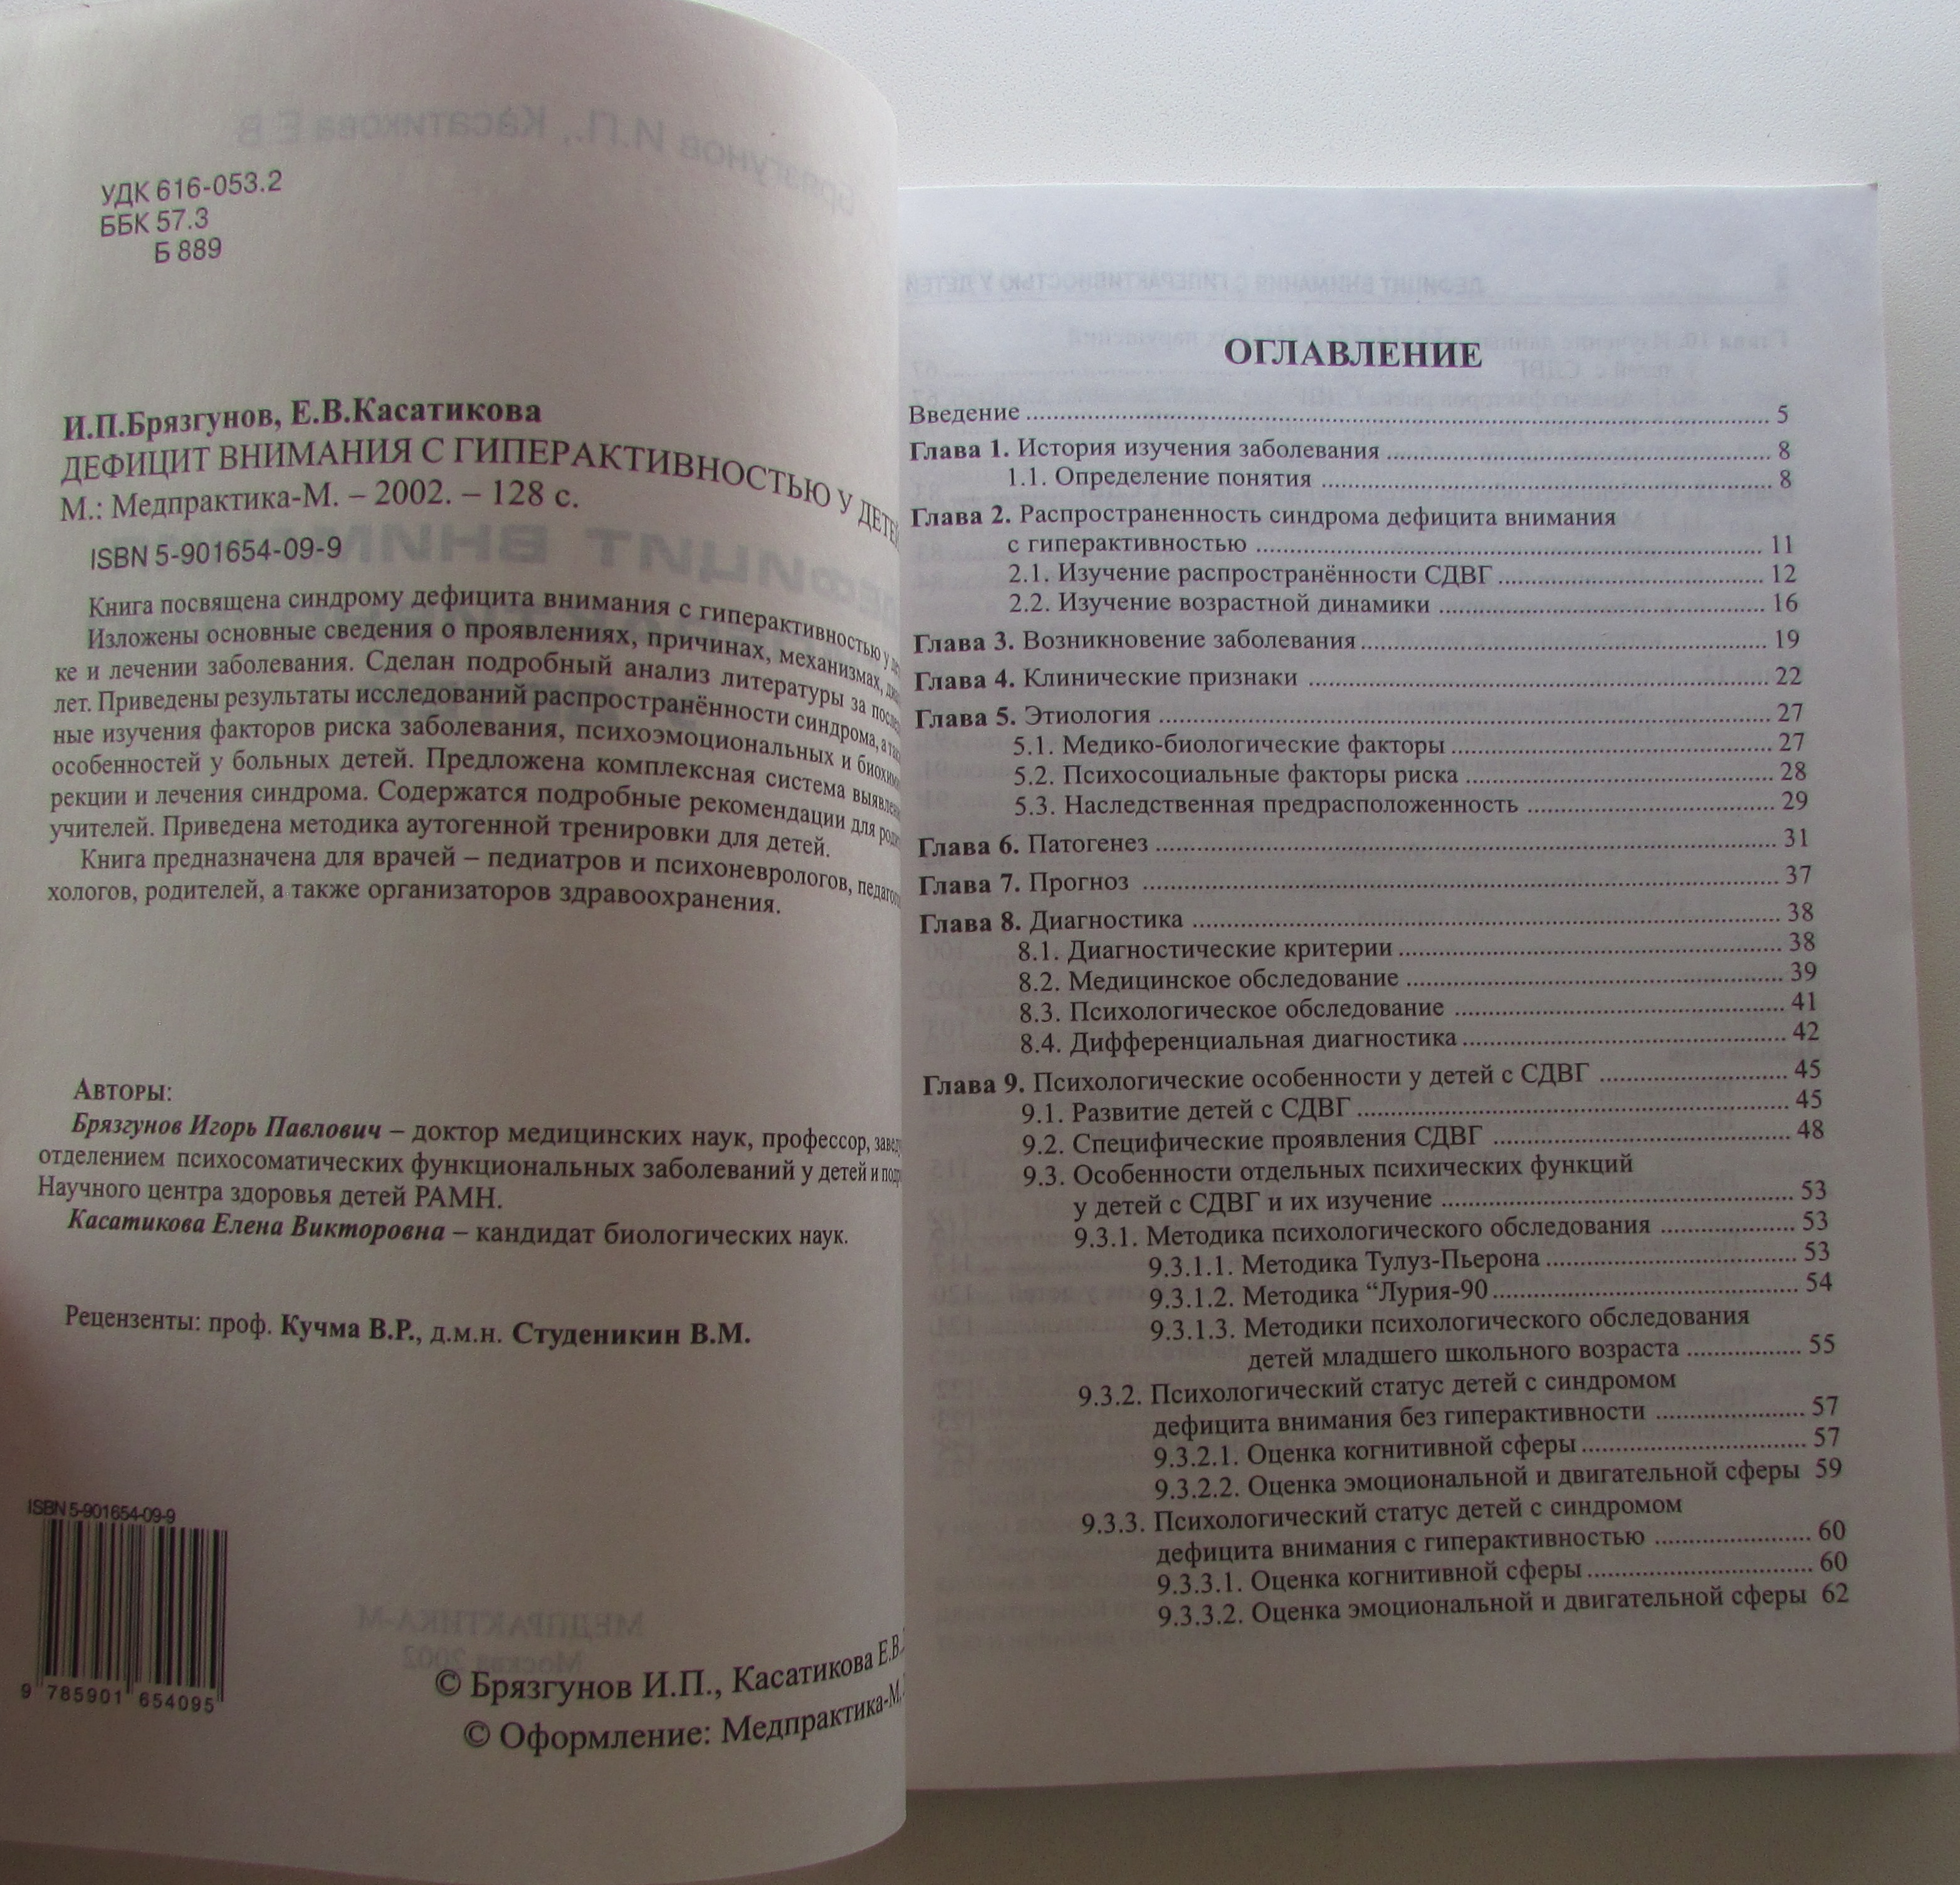 УДК 616-053.2
ББК 57.3
Б 889
И.П.Брязгунов, Е.В.Касатикова
ДЕФИЦИТ ВНИМАНИЯ С ГИПЕРАКТИВНОСТЬЮ У ДЕТЕЙ
М.: Медпрактика-М. – 2002. – 128 с.
ISBN 5-901654-09-9
Книга посвящена синдрому дефицита внимания с гиперактивностью у
Изложены основные сведения о проявлениях, причинах, механизмах,
ке и лечении заболевания. Сделан подробный анализ литературы за
лет. Приведены результаты исследований распространённости синдрома,
ные изучения факторов риска заболевания, психоэмоциональных и
особенностей у больных детей. Предложена комплексная система
рекции и лечения синдрома. Содержатся подробные рекомендации для
учителей. Приведена методика аутогенной тренировки для детей.
Книга предназначена для врачей – педиатров и психоневрологов,
хологов, родителей, а также организаторов здравоохранения.
Авторы:
Брязгунов Игорь Павлович – доктор медицинских наук, профессор,
отделением психосоматических функциональных заболеваний у детей и
Научного центра здоровья детей РАМН.
Касатикова Елена Викторовна – кандидат биологических наук.
Рецензенты: проф. Кучма В.Р., д.м.н. Студеникин В.М.
ISBN 5-901654-09-9
9 785901 654095
© Брязгунов И.П., Касатикова Е.В.
© Оформление: Медпрактика-М,
ОГЛАВЛЕНИЕ
Введение ........ 5
Глава 1. История изучения заболевания ........ 8
1.1. Определение понятия ........ 8
Глава 2. Распространенность синдрома дефицита внимания
с гиперактивностью ........ 11
2.1. Изучение распространённости СДВГ ........ 12
2.2. Изучение возрастной динамики ........ 16
Глава 3. Возникновение заболевания ........ 19
Глава 4. Клинические признаки ........ 22
Глава 5. Этиология ........ 27
5.1. Медико-биологические факторы ........ 27
5.2. Психосоциальные факторы риска ........ 28
5.3. Наследственная предрасположенность ........ 29
Глава 6. Патогенез ........ 31
Глава 7. Прогноз ........ 37
Глава 8. Диагностика ........ 38
8.1. Диагностические критерии ........ 38
8.2. Медицинское обследование ........ 39
8.3. Психологическое обследование ........ 41
8.4. Дифференциальная диагностика ........ 42
Глава 9. Психологические особенности у детей с СДВГ ........ 45
9.1. Развитие детей с СДВГ ........ 45
9.2. Специфические проявления СДВГ ........ 48
9.3. Особенности отдельных психических функций
у детей с СДВГ и их изучение ........ 53
9.3.1. Методика психологического обследования ........ 53
9.3.1.1. Методика Тулуз-Пьерона ........ 53
9.3.1.2. Методика “Лурия-90 ........ 54
9.3.1.3. Методики психологического обследования
детей младшего школьного возраста ........ 55
9.3.2. Психологический статус детей с синдромом
дефицита внимания без гиперактивности ........ 57
9.3.2.1. Оценка когнитивной сферы ........ 57
9.3.2.2. Оценка эмоциональной и двигательной сферы 59
9.3.3. Психологический статус детей с синдромом
дефицита внимания с гиперактивностью ........ 60
9.3.3.1. Оценка когнитивной сферы ........ 60
9.3.3.2. Оценка эмоциональной и двигательной сферы 62